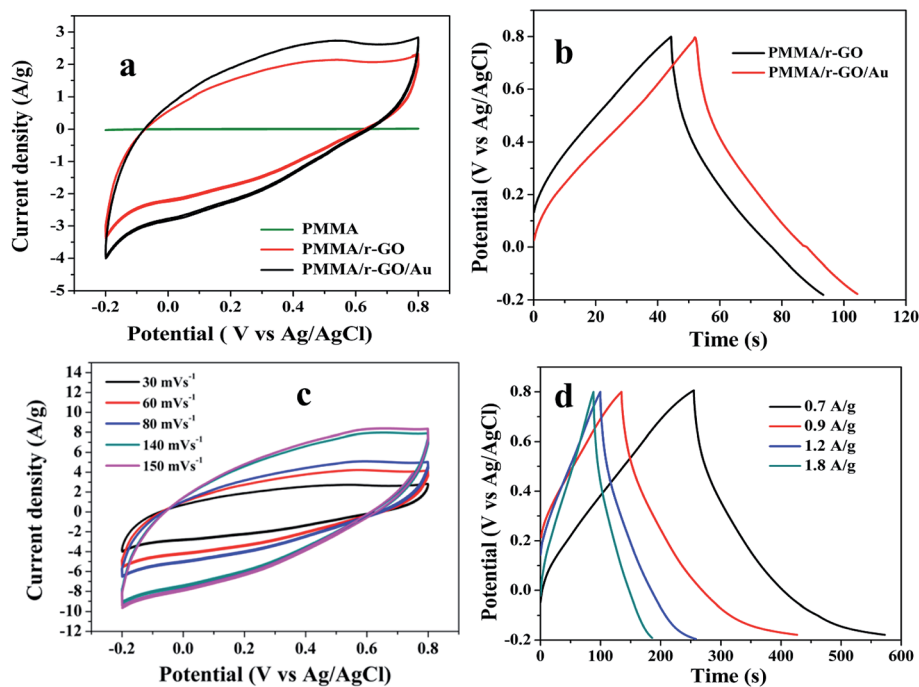 a
3
2
1
0
-1
-2
-3
-4
-5
Current density (A/g)
PMMA
PMMA/r-GO
PMMA/r-GO/Au
-0.2 0.0 0.2 0.4 0.6 0.8
Potential ( V vs Ag/AgCl)
b
0.8
0.6
0.4
0.2
0.0
-0.2
Potential (V vs Ag/AgCl)
PMMA/r-GO
PMMA/r-GO/Au
0 20 40 60 80 100 120
Time (s)
c
14
12
10
8
6
4
2
0
-2
-4
-6
-8
-10
-12
Currrent density (A/g)
30 mVs-1
60 mVs-1
80 mVs-1
140 mVs-1
150 mVs-1
-0.2 0.0 0.2 0.4 0.6 0.8
Potential (V vs Ag/AgCl)
d
0.8
0.4
0.0
-0.2
Potential (V vs Ag/AgCl)
0.7 A/g
0.9 A/g
1.2 A/g
1.8 A/g
0 100 200 300 400 500 600
Time (s)